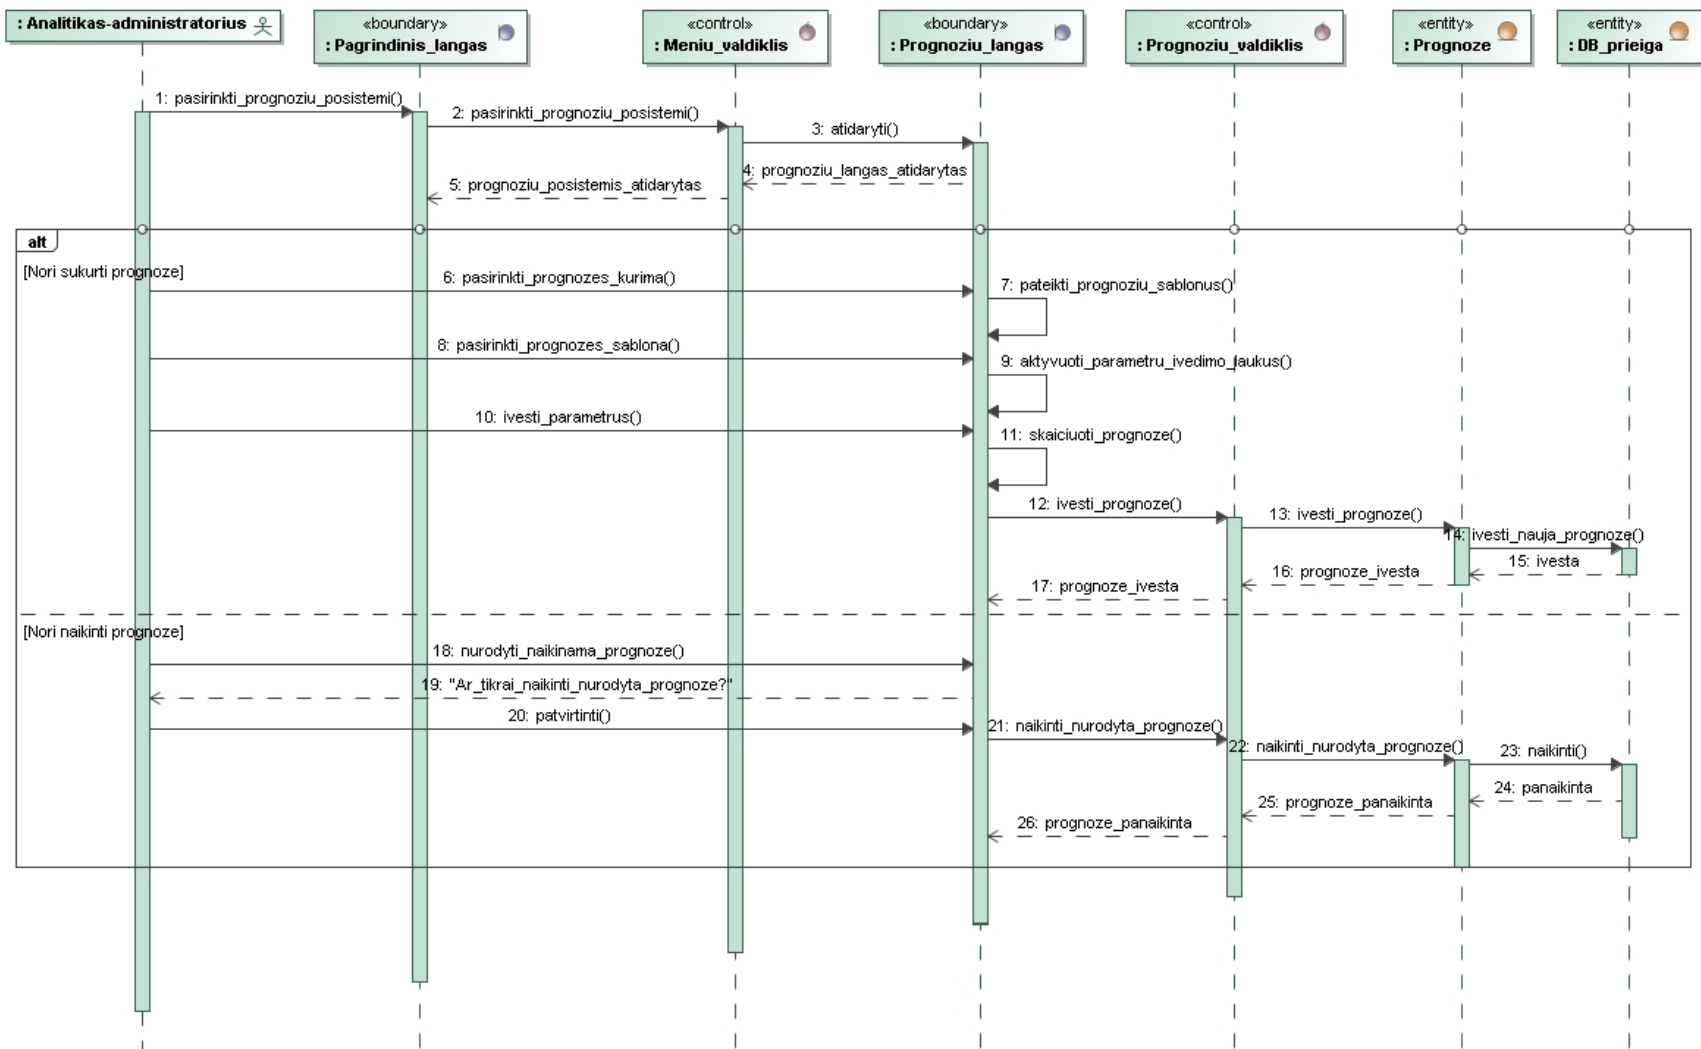 : Analitikas-administratorius
«boundary»
: Pagrindinis_langas
«control»
: Meniu_valdiklis
«boundary»
: Prognoziu_langas
«control»
: Prognoziu_valdiklis
«entity»
: Prognoze
«entity»
: DB_prieiga
1: pasirinkti_prognoziu_posistemi()
2: pasirinkti_prognoziu_posistemi()
3: atidaryti()
4: prognoziu_langas_atidarytas
5: prognoziu_posistemis_atidarytas
alt
[Nori sukurti prognoze]
6: pasirinkti_prognozes_kurima()
7: pateikti_prognoziu_sablonus()
8: pasirinkti_prognozes_sablona()
9: aktyvuoti_parametru_ivedimo_laukus()
10: ivesti_parametrus()
11: skaiciuoti_prognoze()
12: ivesti_prognoze()
13: ivesti_prognoze()
14: ivesti_nauja_prognoze()
15: ivesta
16: prognoze_ivesta
17: prognoze_ivesta
[Nori naikinti prognoze]
18: nurodyti_naikinama_prognoze()
19: "Ar_tikrai_naikinti_nurodyta_prognoze?"
20: patvirtinti()
21: naikinti_nurodyta_prognoze()
22: naikinti_nurodyta_prognoze()
23: naikinti()
24: panaikinta
25: prognoze_panaikinta
26: prognoze_panaikinta